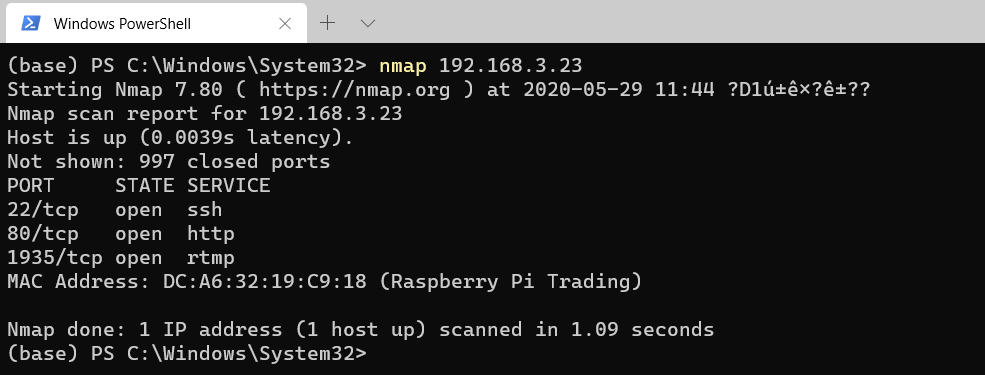 Windows PowerShell
(base) PS C:\Windows\System32> nmap 192.168.3.23
Starting Nmap 7.80 ( https://nmap.org ) at 2020-05-29 11:44 ?D1ú±ê×?ê±??
Nmap scan report for 192.168.3.23
Host is up (0.0039s latency).
Not shown: 997 closed ports
PORT     STATE SERVICE
22/tcp   open  ssh
80/tcp   open  http
1935/tcp open  rtmp
MAC Address: DC:A6:32:19:C9:18 (Raspberry Pi Trading)
Nmap done: 1 IP address (1 host up) scanned in 1.09 seconds
(base) PS C:\Windows\System32>